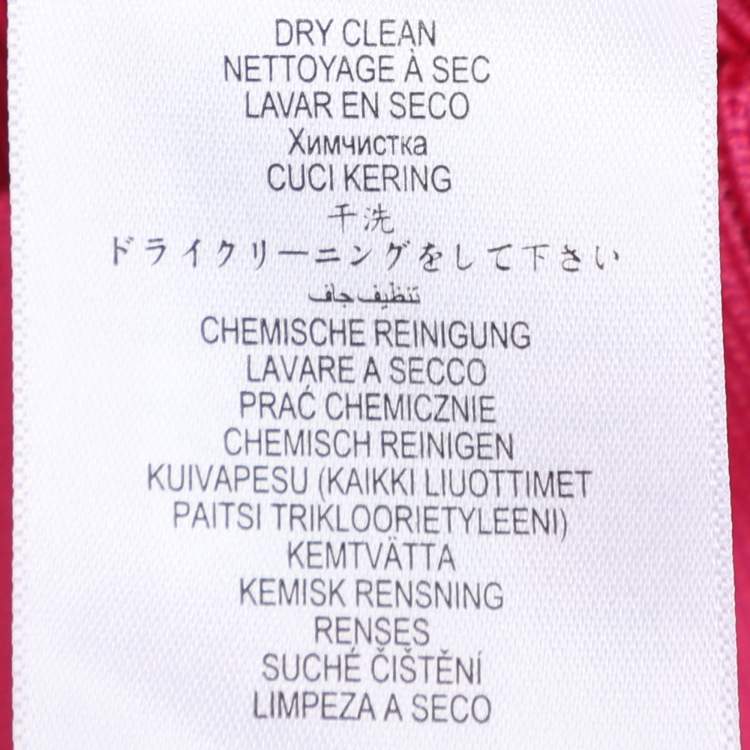 DRY CLEAN
NETTOYAGE À SEC
LAVAR EN SECO
Химчистка
CUCI KERING
干洗
ドライクリーニングをして下さい
تنظيف جاف
CHEMISCHE REINIGUNG
LAVARE A SECCO
PRAĆ CHEMICZNIE
CHEMISCH REINIGEN
KUIVAPESU (KAIKKI LIUOTTIMET
PAITSI TRIKLOORIETYLEENI)
KEMTVÄTTA
KEMISK RENSNING
RENSES
SUCHÉ ČIŠTĚNÍ
LIMPEZA A SECO